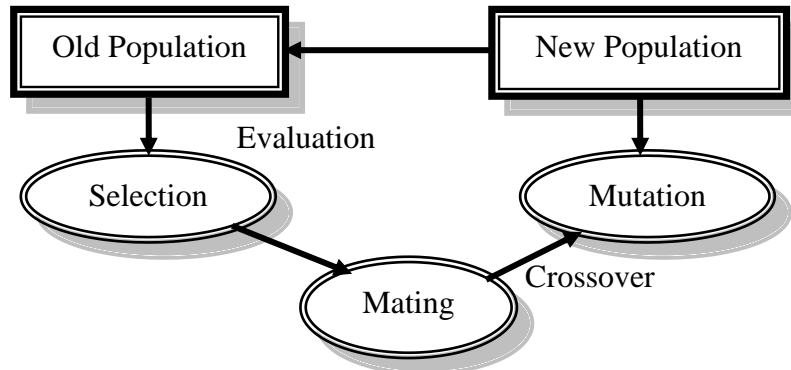 Old Population
New Population
Evaluation
Selection
Mutation
Crossover
Mating